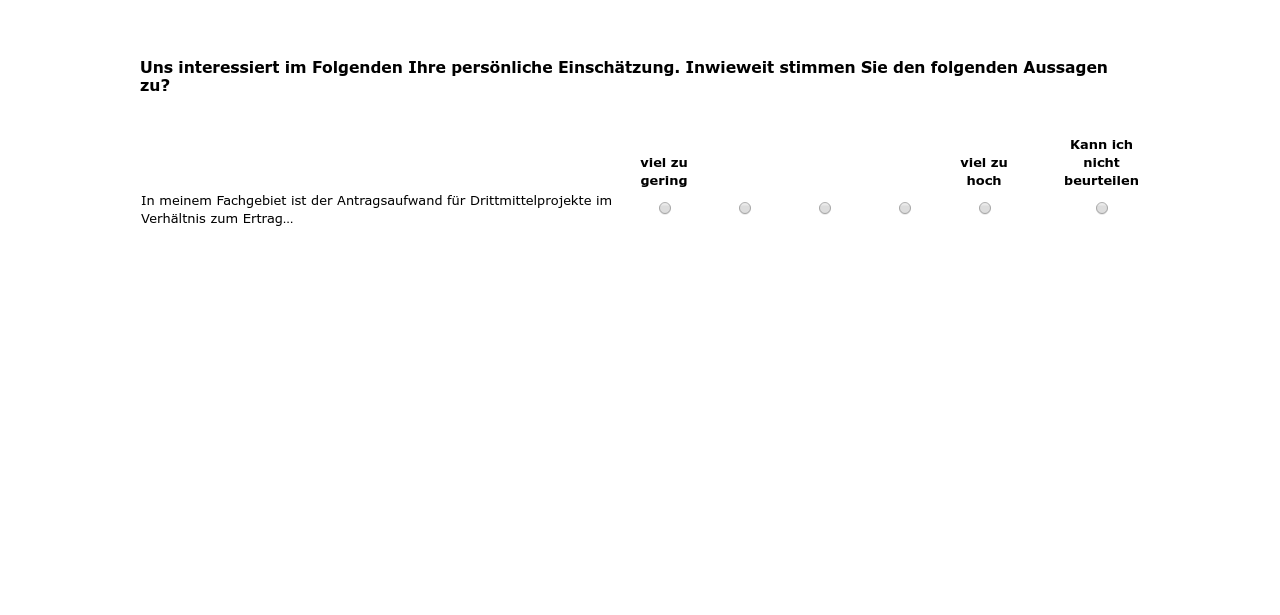 Uns interessiert im Folgenden Ihre persönliche Einschätzung. Inwieweit stimmen Sie den folgenden Aussagen
zu?
viel zu
gering
viel zu
hoch
Kann ich
nicht
beurteilen
In meinem Fachgebiet ist der Antragsaufwand für Drittmittelprojekte im
Verhältnis zum Ertrag...